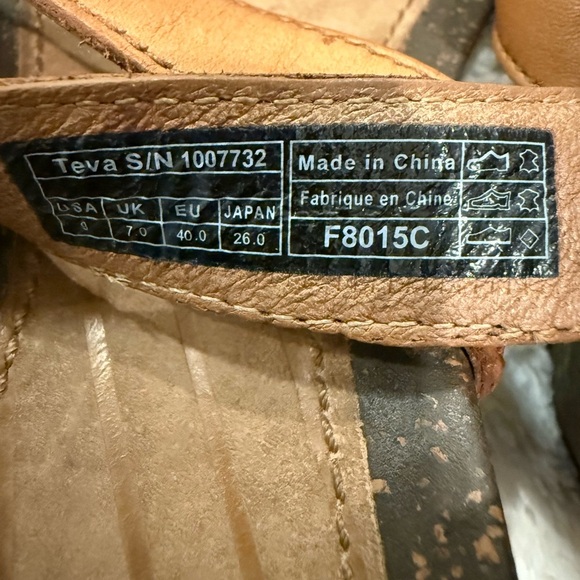 Teva S/N 1007732
USA UK EU JAPAN
7.0 40.0 26.0
Made in China
Fabrique en Chine
F8015C